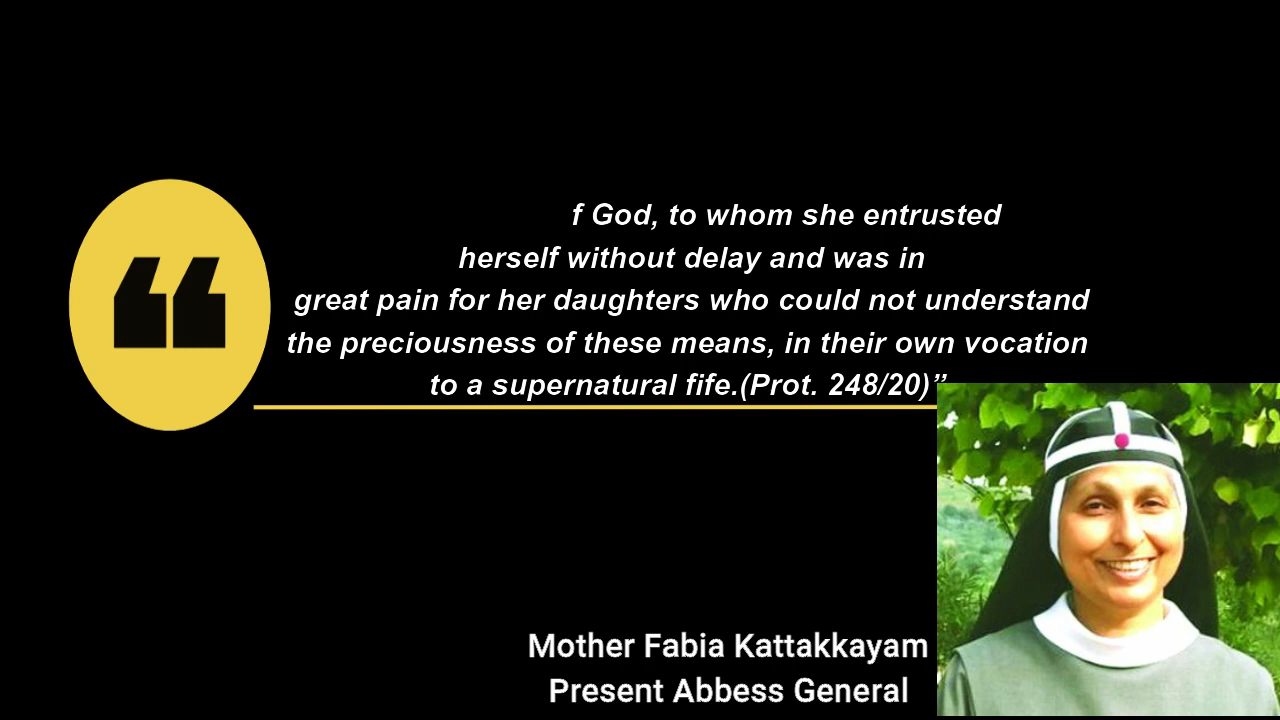 f God, to whom she entrusted
herself without delay and was in
great pain for her daughters who could not understand
the preciousness of these means, in their own vocation
to a supernatural fife.(Prot. 248/20)”
Mother Fabia Kattakkayam
Present Abbess General